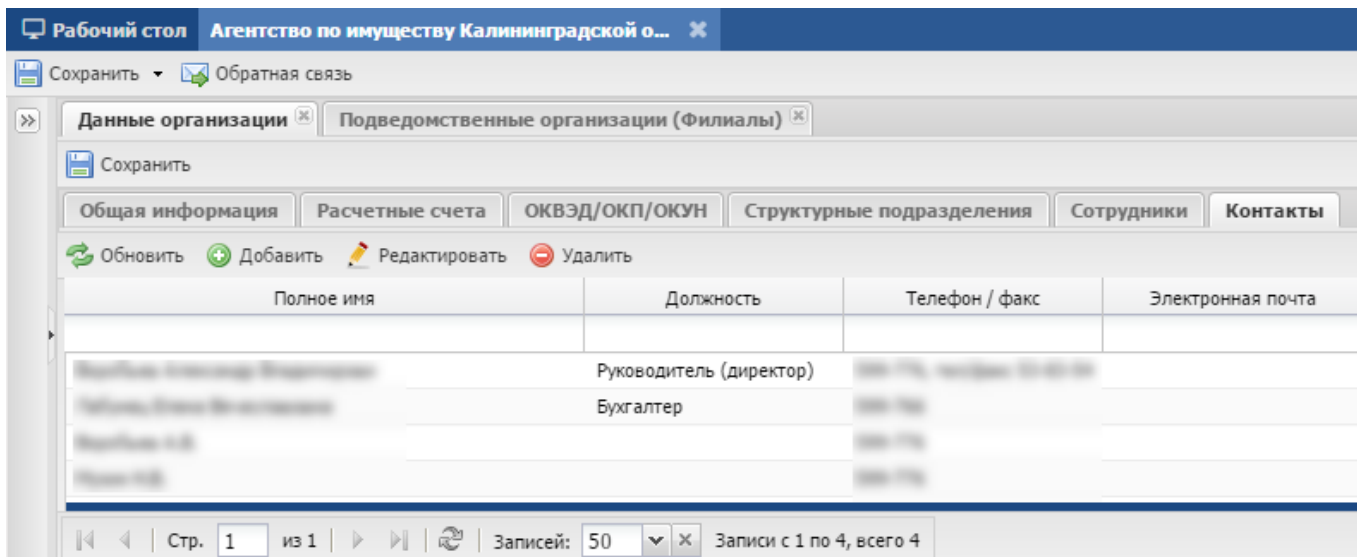 Рабочий стол Агентство по имуществу Калининградской о...
Сохранить Обратная связь
Данные организации Подведомственные организации (Филиалы)
Сохранить
Общая информация Расчетные счета ОКВЭД/ОКП/ОКУН Структурные подразделения Сотрудники Контакты
Обновить Добавить Редактировать Удалить
Полное имя Должность Телефон / факс Электронная почта
Руководитель (директор)
Бухгалтер
Стр. 1 из 1 Записей: 50 Записи с 1 по 4, всего 4